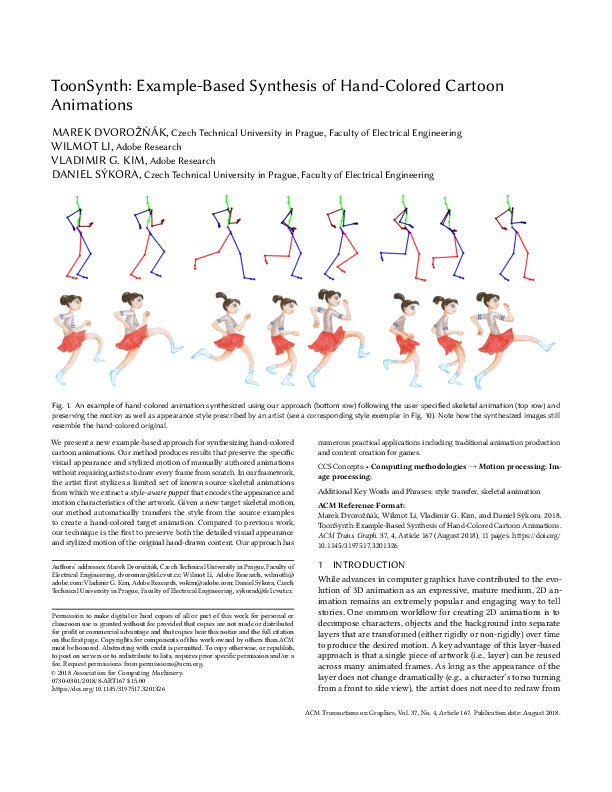 ToonSynth: Example-Based Synthesis of Hand-Colored Cartoon
Animations
MAREK DVOROŽŇÁK, Czech Technical University in Prague, Faculty of Electrical Engineering
WILMOT LI, Adobe Research
VLADIMIR G. KIM, Adobe Research
DANIEL SÝKORA, Czech Technical University in Prague, Faculty of Electrical Engineering
Fig. 1. An example of hand-colored animation synthesized using our approach (bottom row) following the user-specified skeletal animation (top row) and
preserving the motion as well as appearance style prescribed by an artist (see a corresponding style exemplar in Fig. 10). Note how the synthesized images still
resemble the hand-colored original.
We present a new example-based approach for synthesizing hand-colored
cartoon animations. Our method produces results that preserve the specific
visual appearance and stylized motion of manually authored animations
without requiring artists to draw every frame from scratch. In our framework,
the artist first stylizes a limited set of known source skeletal animations
from which we extract a style-aware puppet that encodes the appearance and
motion characteristics of the artwork. Given a new target skeletal motion,
our method automatically transfers the style from the source examples
to create a hand-colored target animation. Compared to previous work,
our technique is the first to preserve both the detailed visual appearance
and stylized motion of the original hand-drawn content. Our approach has
Authors' addresses: Marek Dvorožňák, Czech Technical University in Prague, Faculty of
Electrical Engineering, dvoromar@fel.cvut.cz; Wilmot Li, Adobe Research, wilmotli@
adobe.com; Vladimir G. Kim, Adobe Research, vokim@adobe.com; Daniel Sýkora, Czech
Technical University in Prague, Faculty of Electrical Engineering, sykorad@fel.cvut.cz.
Permission to make digital or hard copies of all or part of this work for personal or
classroom use is granted without fee provided that copies are not made or distributed
for profit or commercial advantage and that copies bear this notice and the full citation
on the first page. Copyrights for components of this work owned by others than ACM
must be honored. Abstracting with credit is permitted. To copy otherwise, or republish,
to post on servers or to redistribute to lists, requires prior specific permission and/or a
fee. Request permissions from permissions@acm.org.
© 2018 Association for Computing Machinery.
0730-0301/2018/8-ART167 $15.00
https://doi.org/10.1145/3197517.3201326
numerous practical applications including traditional animation production
and content creation for games.
CCS Concepts: • Computing methodologies → Motion processing; Im-
age processing;
Additional Key Words and Phrases: style transfer, skeletal animation
ACM Reference Format:
Marek Dvorožňák, Wilmot Li, Vladimir G. Kim, and Daniel Sýkora. 2018.
ToonSynth: Example-Based Synthesis of Hand-Colored Cartoon Animations.
ACM Trans. Graph. 37, 4, Article 167 (August 2018), 11 pages. https://doi.org/
10.1145/3197517.3201326
1 INTRODUCTION
While advances in computer graphics have contributed to the evo-
lution of 3D animation as an expressive, mature medium, 2D an-
imation remains an extremely popular and engaging way to tell
stories. One common workflow for creating 2D animations is to
decompose characters, objects and the background into separate
layers that are transformed (either rigidly or non-rigidly) over time
to produce the desired motion. A key advantage of this layer-based
approach is that a single piece of artwork (i.e., layer) can be reused
across many animated frames. As long as the appearance of the
layer does not change dramatically (e.g., a character's torso turning
from a front to side view), the artist does not need to redraw from
ACM Transactions on Graphics, Vol. 37, No. 4, Article 167. Publication date: August 2018.